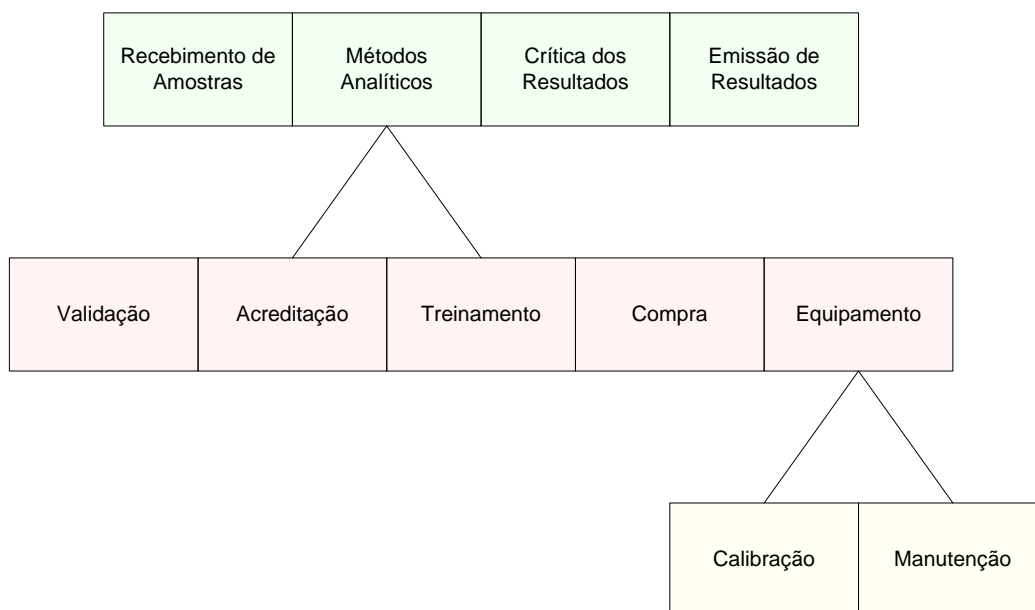 Recebimento de
Amostras
Métodos
Analíticos
Crítica dos
Resultados
Emissão de
Resultados
Validação
Acreditação
Treinamento
Compra
Equipamento
Calibração
Manutenção